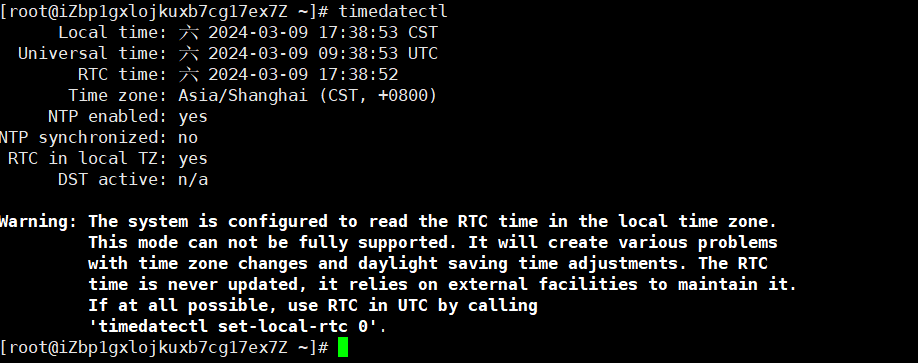 [root@iZbp1gxlojkuxb7cg17ex7Z ~]# timedatectl
Local time: 六 2024-03-09 17:38:53 CST
Universal time: 六 2024-03-09 09:38:53 UTC
RTC time: 六 2024-03-09 17:38:52
Time zone: Asia/Shanghai (CST, +0800)
NTP enabled: yes
NTP synchronized: no
RTC in local TZ: yes
DST active: n/a
Warning: The system is configured to read the RTC time in the local time zone.
This mode can not be fully supported. It will create various problems
with time zone changes and daylight saving time adjustments. The RTC
time is never updated, it relies on external facilities to maintain it.
If at all possible, use RTC in UTC by calling
'timedatectl set-local-rtc 0'.
[root@iZbp1gxlojkuxb7cg17ex7Z ~]#